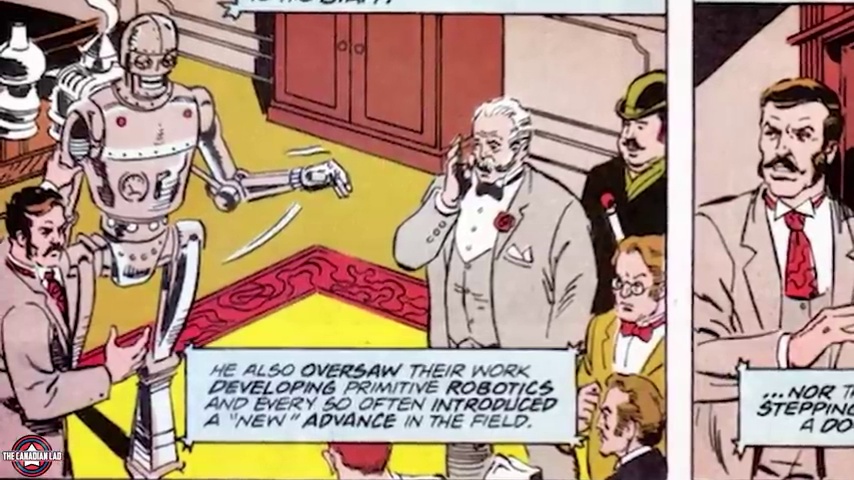 HE ALSO OVERSAW THEIR WORK
DEVELOPING PRIMITIVE ROBOTICS
AND EVERY SO OFTEN INTRODUCED
A "NEW" ADVANCE IN THE FIELD.
...NOR
STEPPING
THE CANADIAN LAD